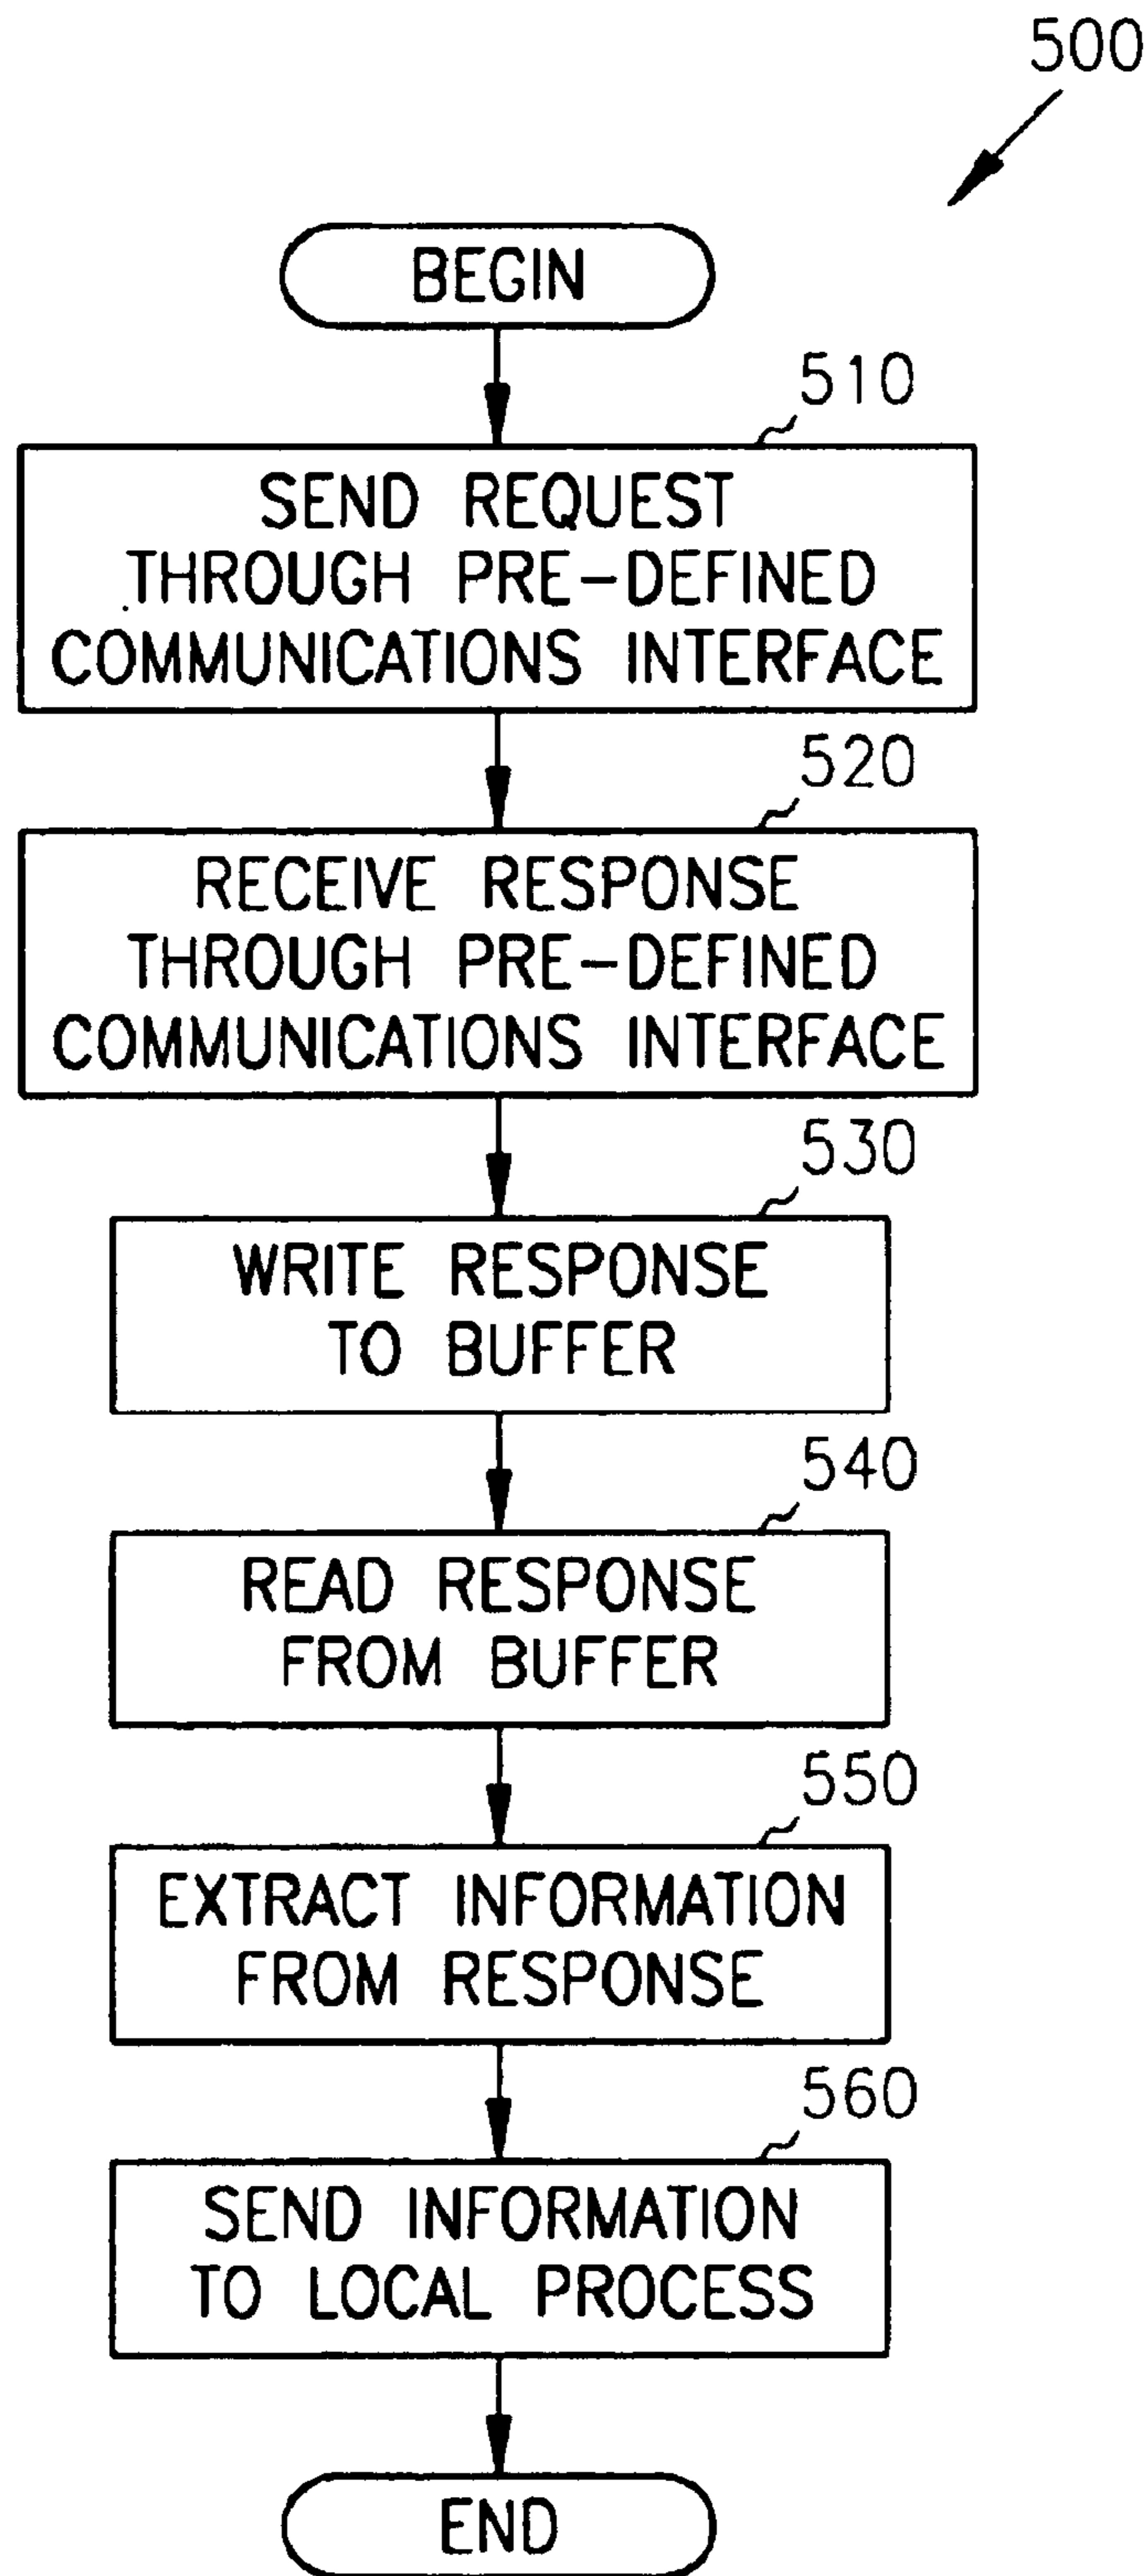 500
BEGIN
510
SEND REQUEST
THROUGH PRE-DEFINED
COMMUNICATIONS INTERFACE
520
RECEIVE RESPONSE
THROUGH PRE-DEFINED
COMMUNICATIONS INTERFACE
530
WRITE RESPONSE
TO BUFFER
540
READ RESPONSE
FROM BUFFER
550
EXTRACT INFORMATION
FROM RESPONSE
560
SEND INFORMATION
TO LOCAL PROCESS
END